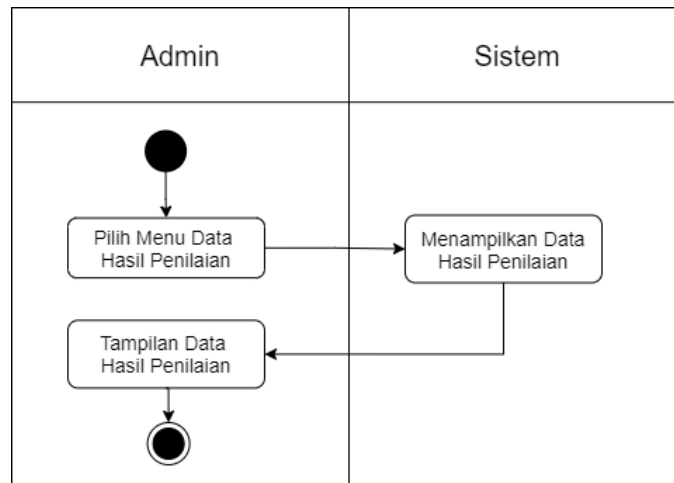 Admin
Sistem
Pilih Menu Data
Hasil Penilaian
Menampilkan Data
Hasil Penilaian
Tampilan Data
Hasil Penilaian